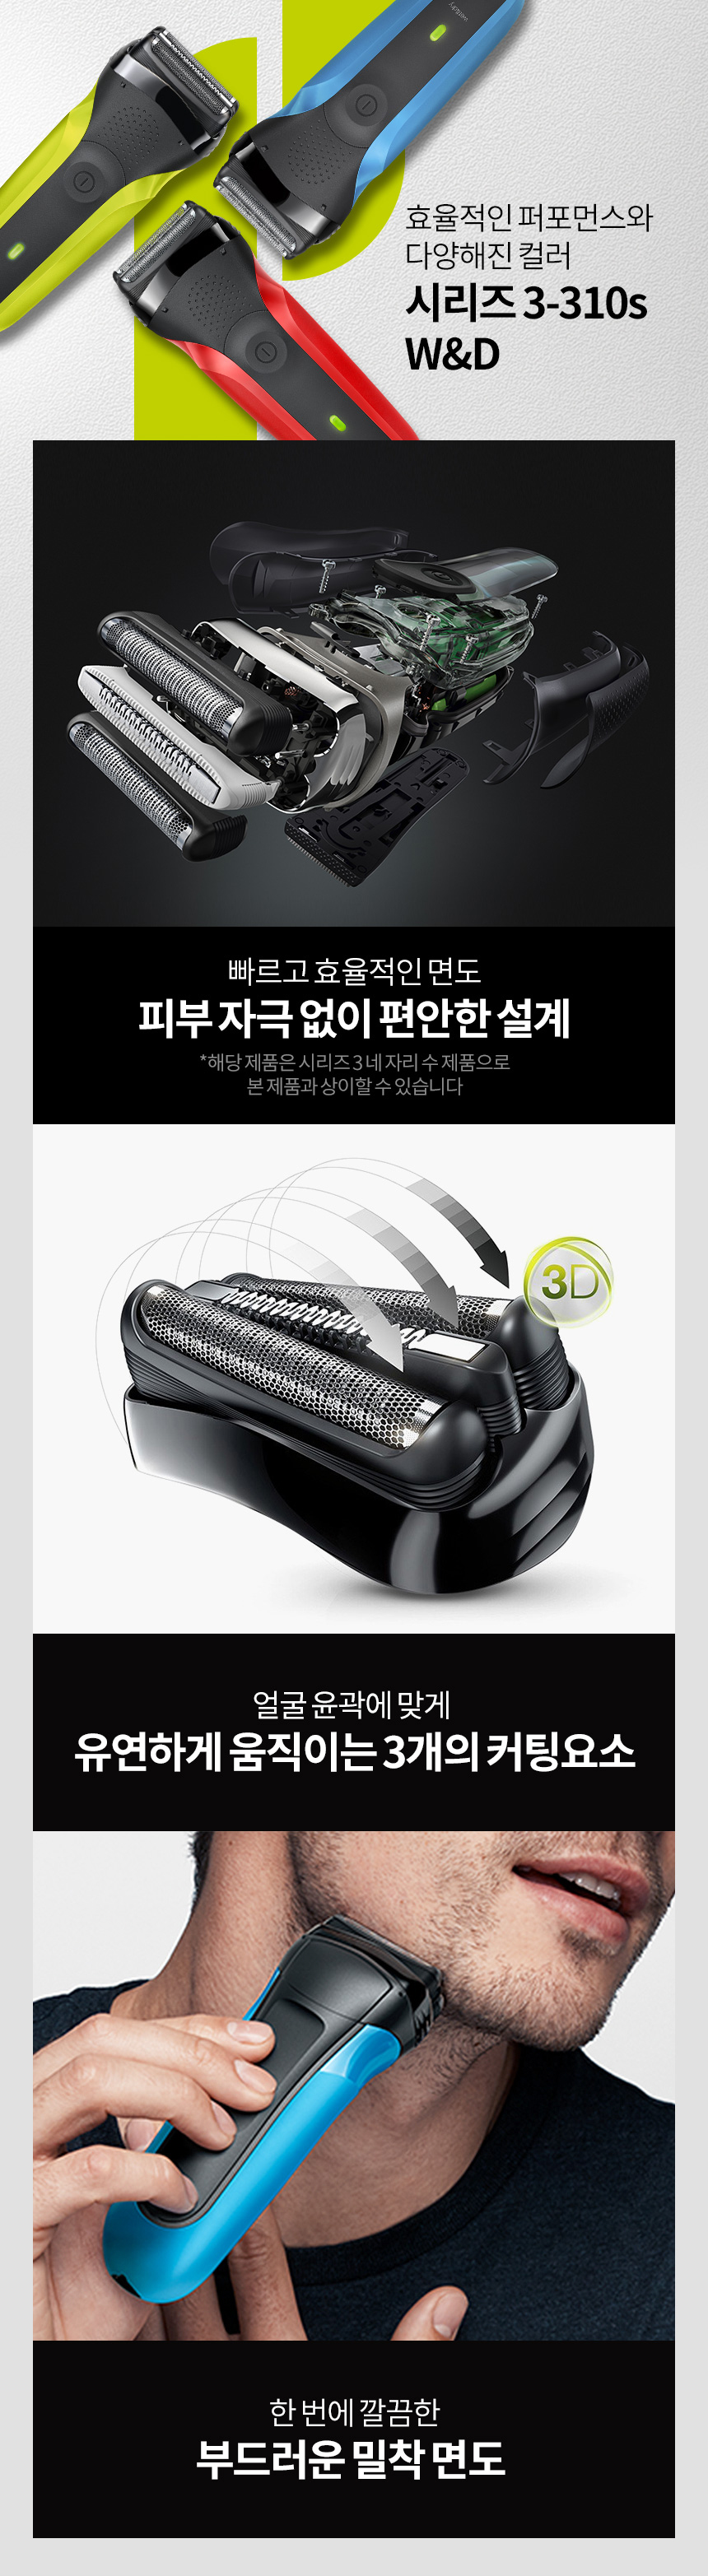 wet&dry
효율적인 퍼포먼스와
다양해진 컬러
시리즈 3-310s
W&D
빠르고 효율적인 면도
피부 자극 없이 편안한 설계
*해당 제품은 시리즈 3 네 자리 수 제품으로
본 제품과 상이할 수 있습니다
3D
얼굴 윤곽에 맞게
유연하게 움직이는 3개의 커팅요소
한 번에 깔끔한
부드러운 밀착 면도